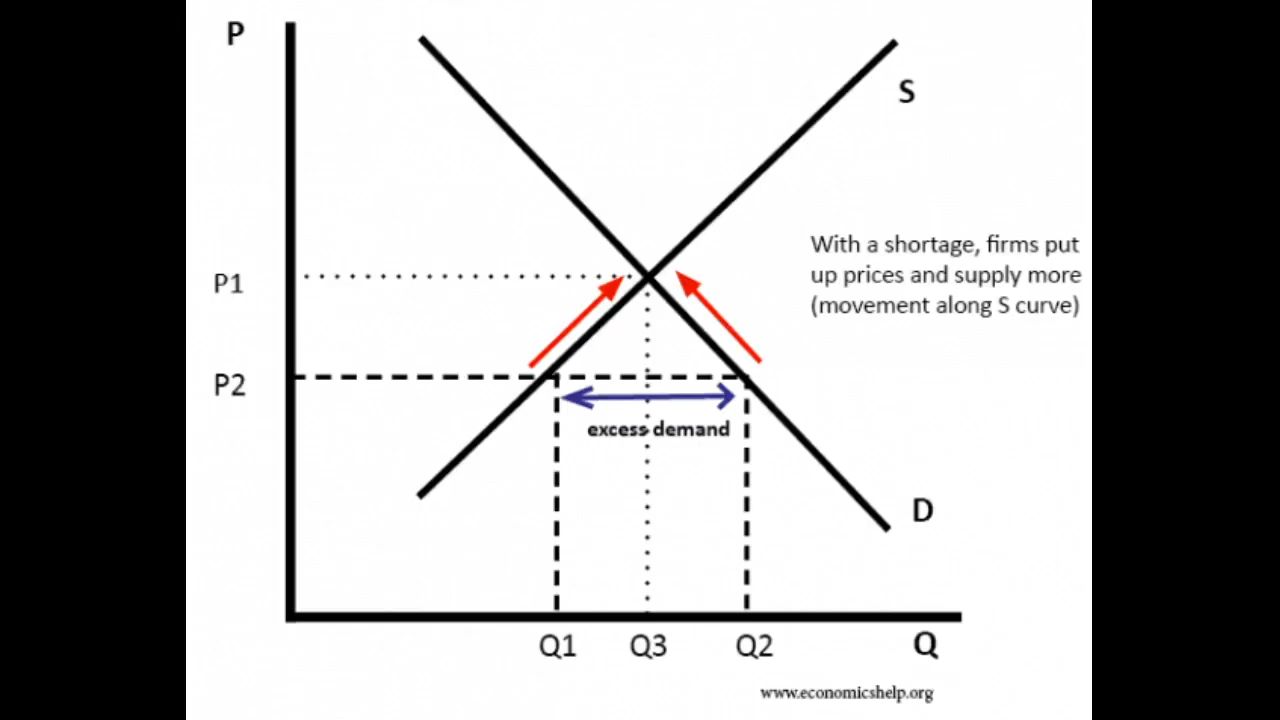 P
S
With a shortage, firms put
up prices and supply more
(movement along S curve)
P1
P2
excess demand
D
Q1 Q3 Q2 Q
www.economicshelp.org